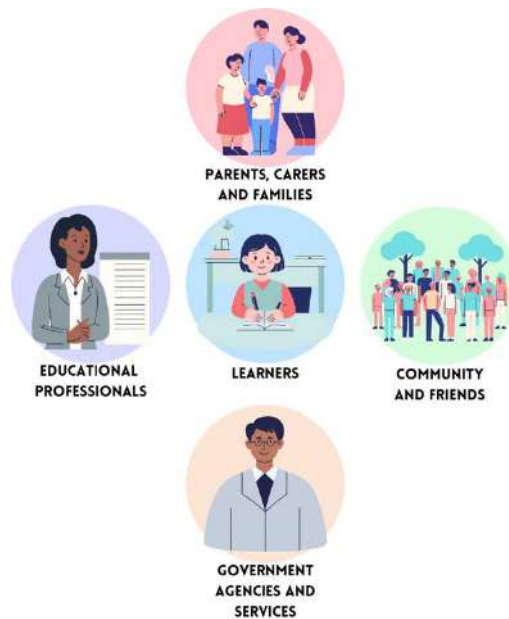 PARENTS, CARERS
AND FAMILIES
EDUCATIONAL
PROFESSIONALS
LEARNERS
COMMUNITY
AND FRIENDS
GOVERNMENT
AGENCIES AND
SERVICES